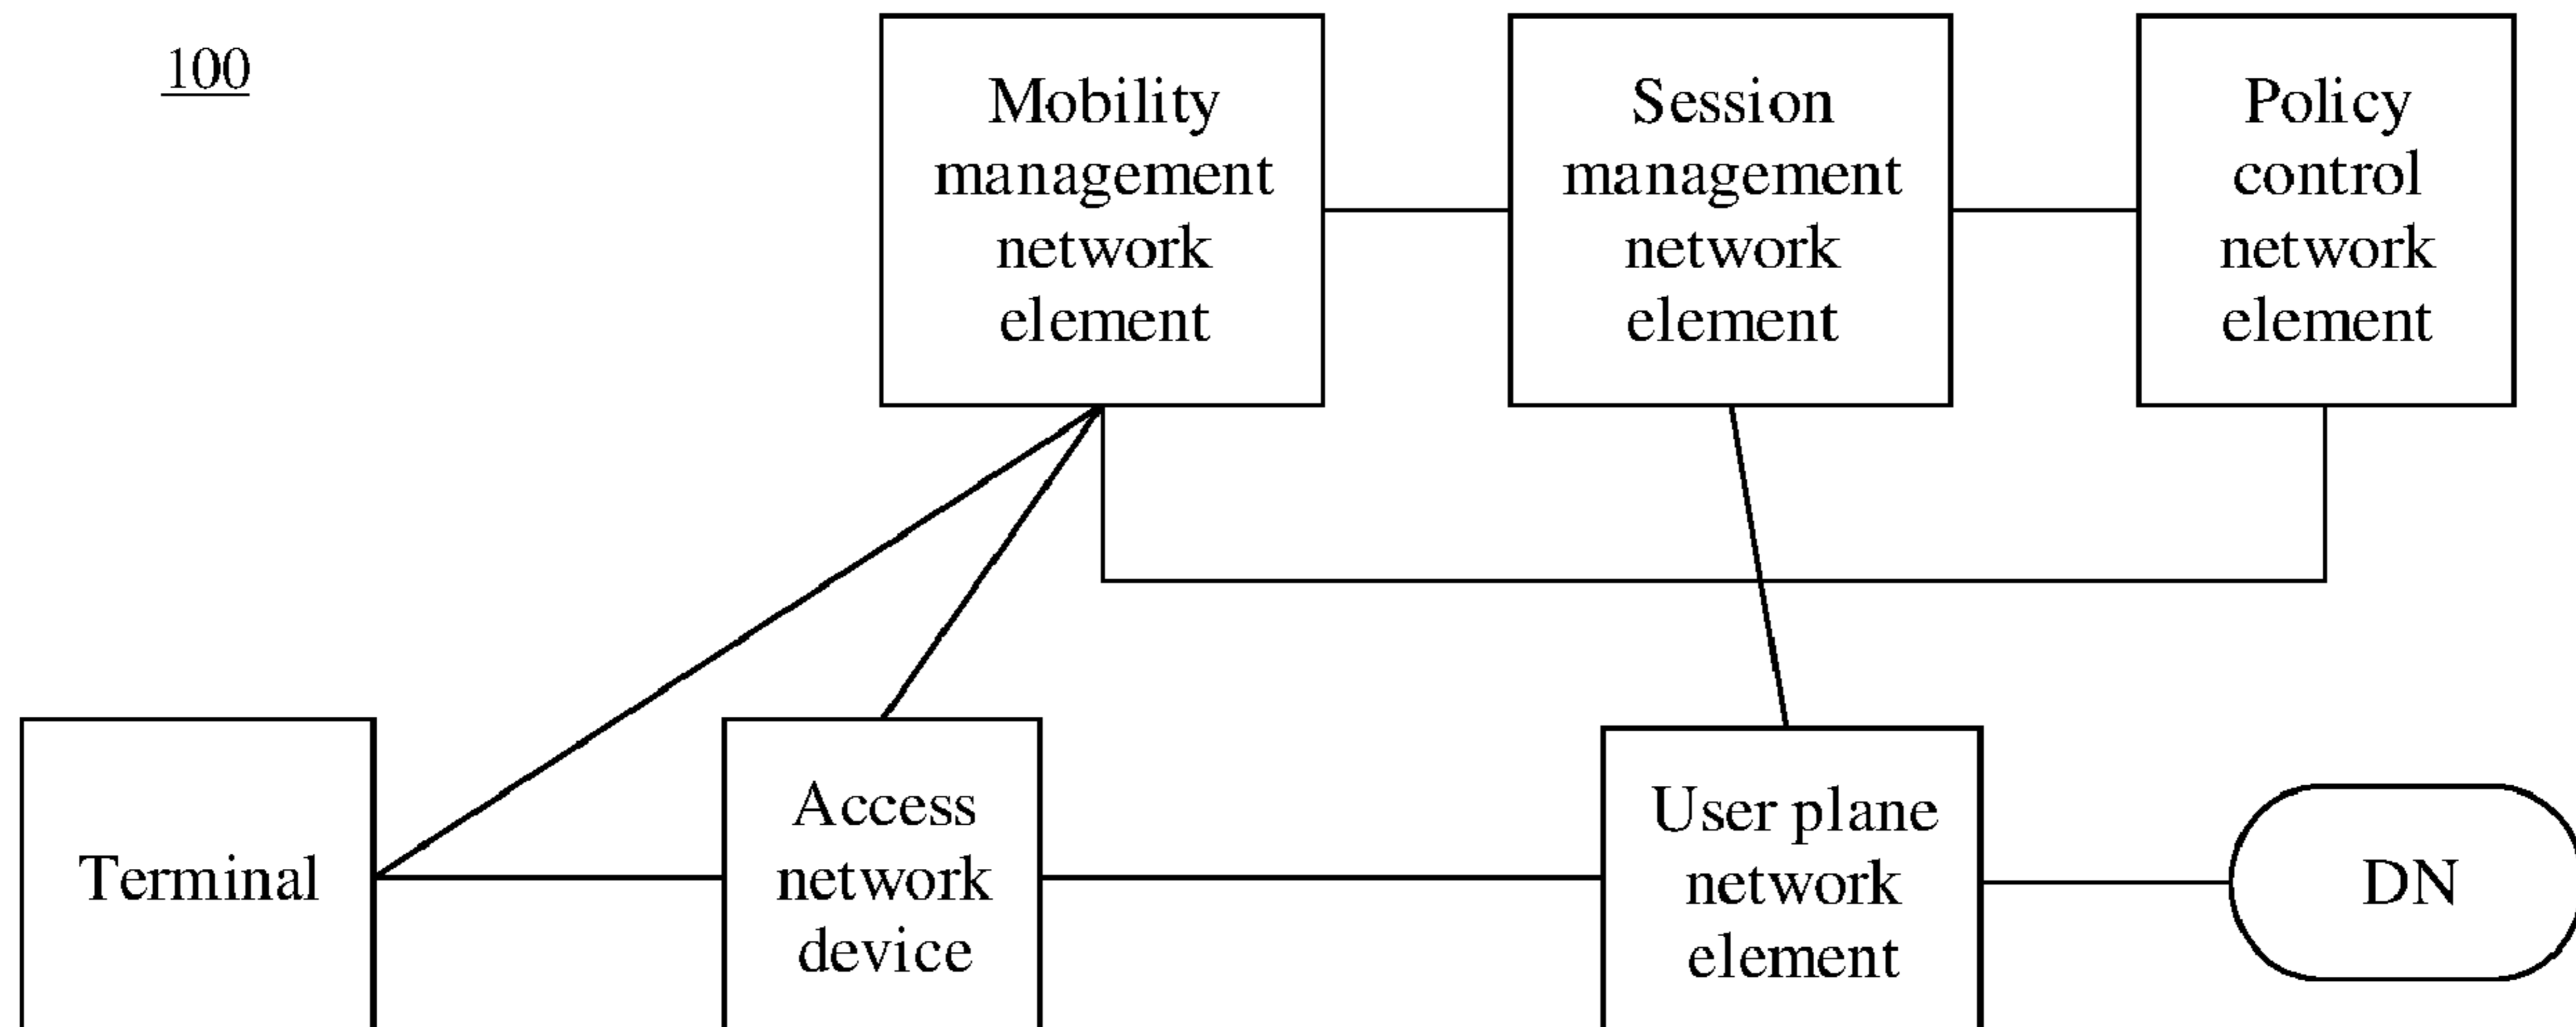 100
Mobility
management
network
element
Session
management
network
element
Policy
control
network
element
Terminal
Access
network
device
User plane
network
element
DN